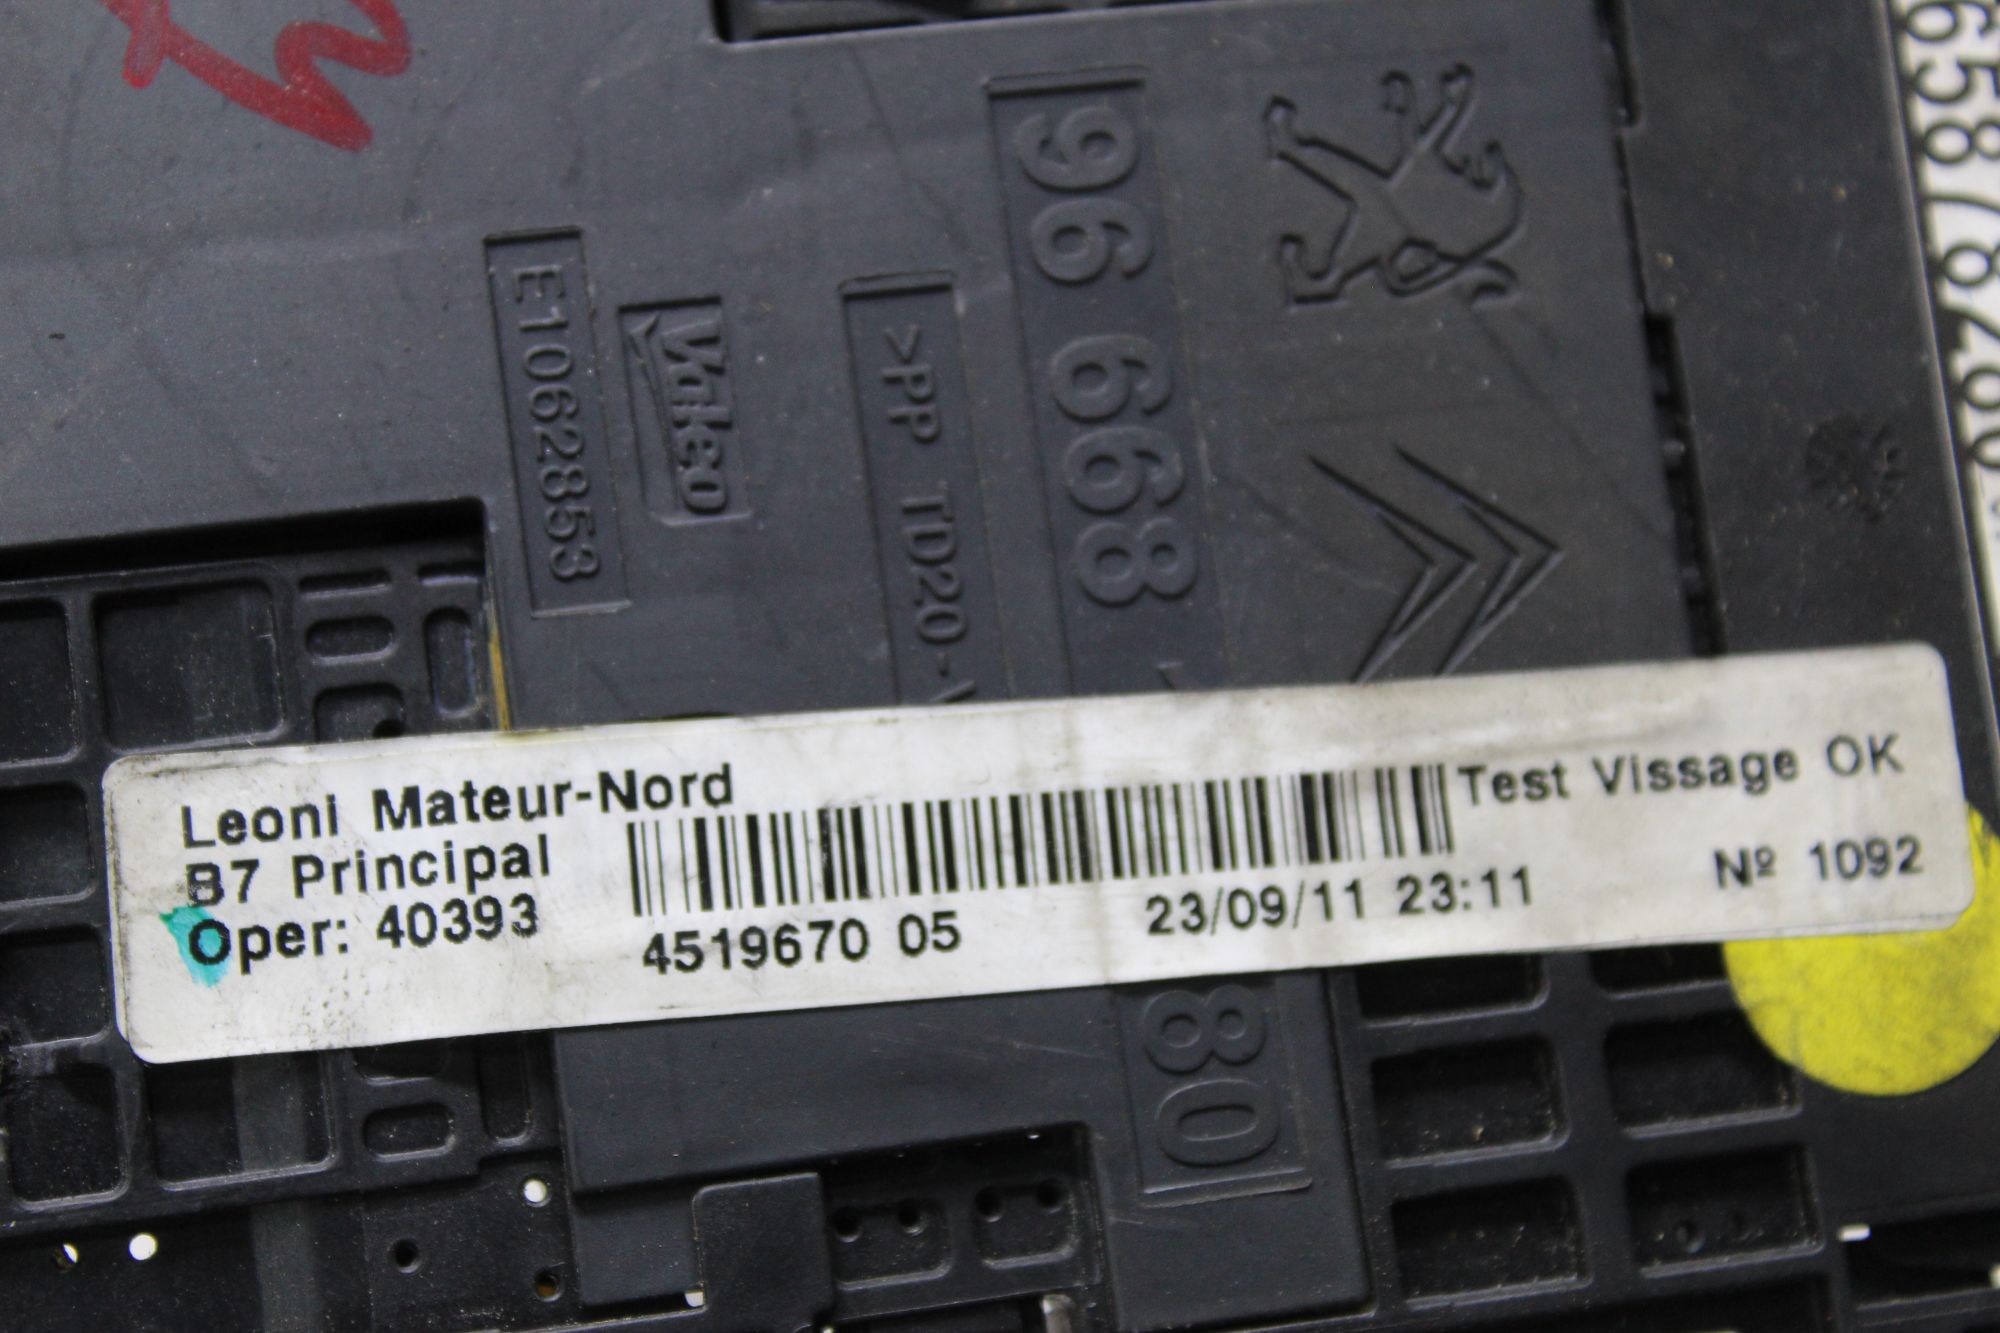 Leoni Mateur-Nord
B7 Principal
Oper: 40393
4519670 05
23/09/11 23:11
Test Vissage OK
Nº 1092
96 668
80
>PP TD20-
Valeo
E1062853